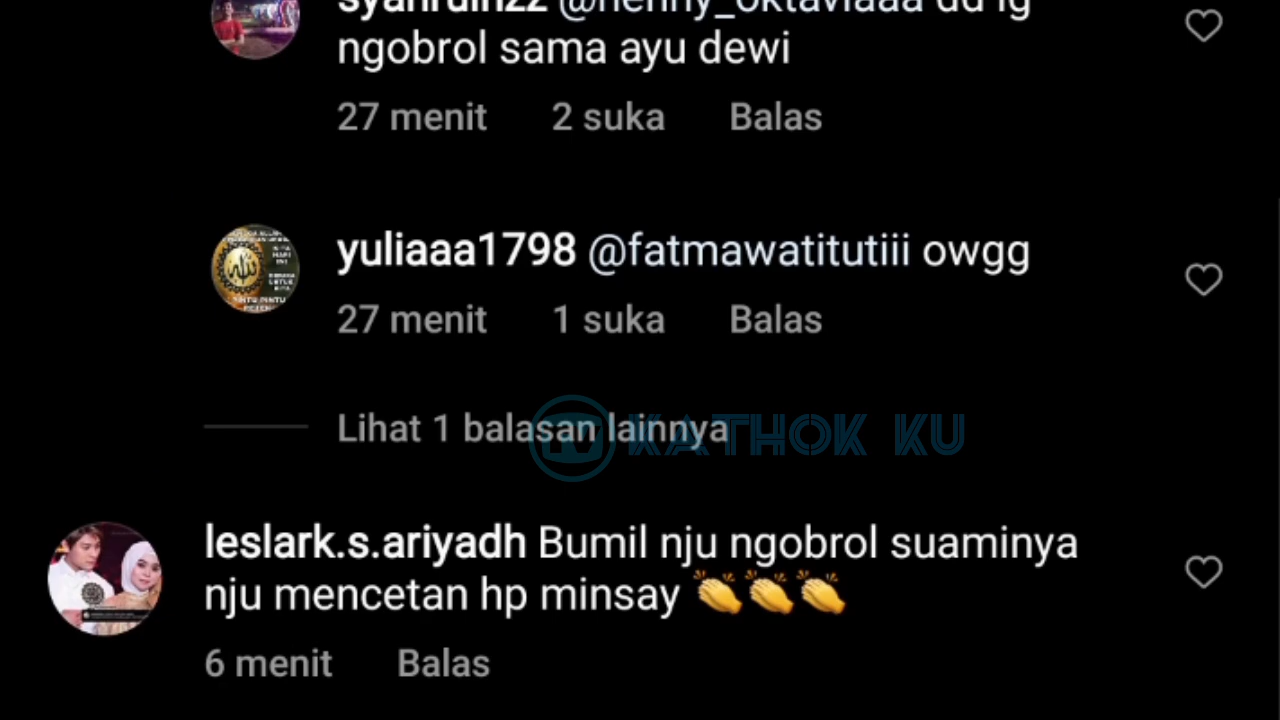 dd lg
ngobrol sama ayu dewi
27 menit 2 suka Balas
yuliaaa1798 @fatmawatitutiii owgg
27 menit 1 suka Balas
Lihat 1 balasan lainnya
TV KATHOK KU
leslark.s.ariyadh Bumil nju ngobrol suaminya
nju mencetan hp minsay 👏👏👏
6 menit Balas